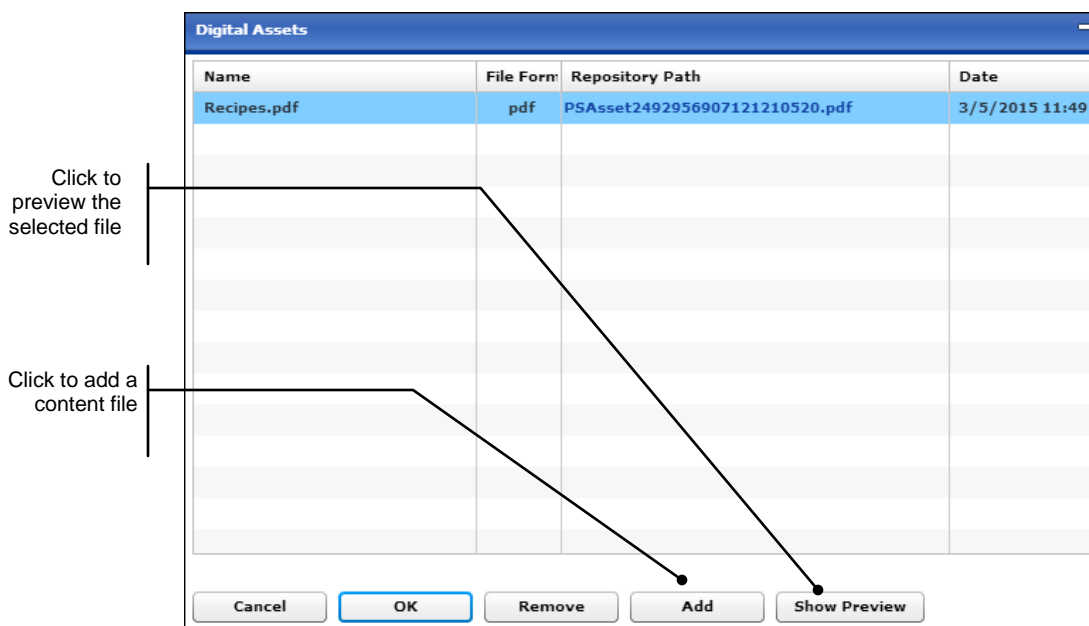 Digital Assets
Name File Form Repository Path Date
Recipes.pdf pdf PSAsset2492956907121210520.pdf 3/5/2015 11:49
Click to
preview the
selected file
Click to add a
content file
Cancel OK Remove Add Show Preview